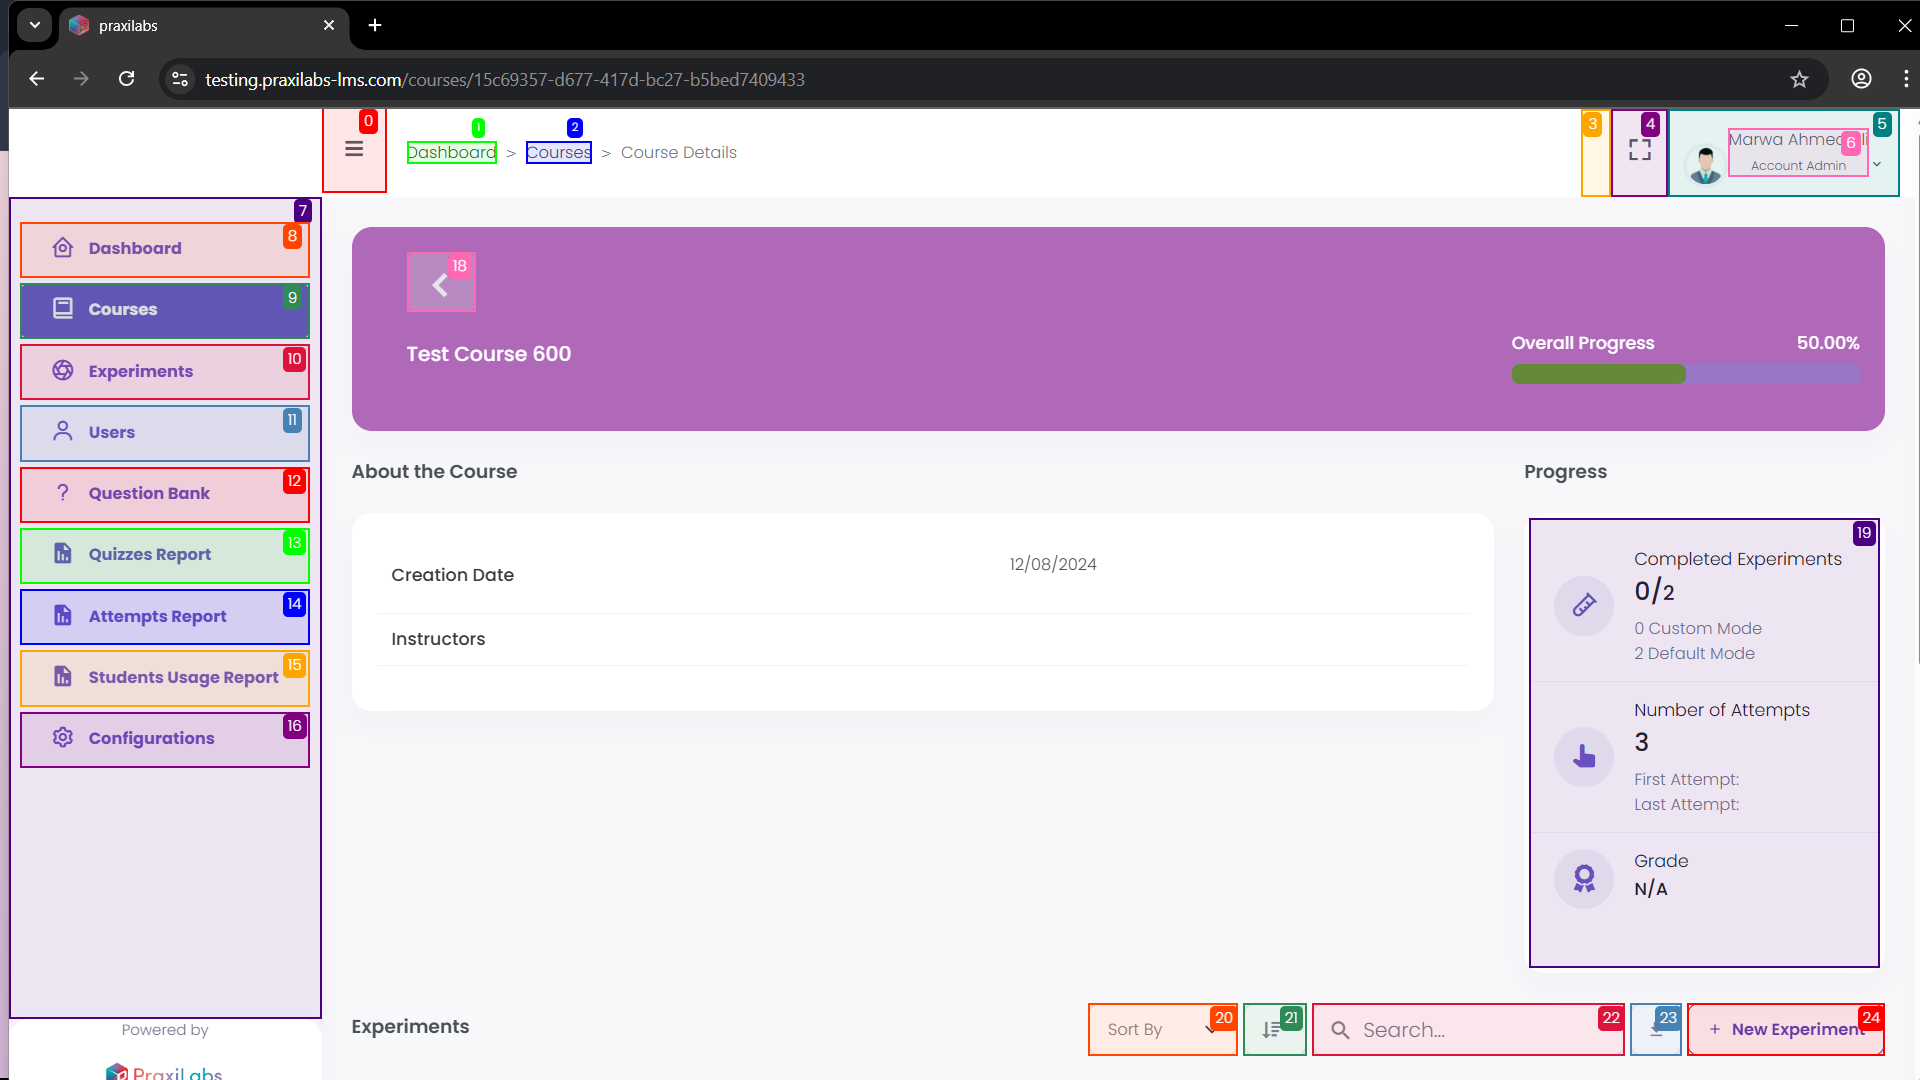 praxilabs
testing.praxilabs-lms.com/courses/15c69357-d677-417d-bc27-b5bed7409433
0
1
2
3
4
5
Dashboard > Courses > Course Details
Marwa Ahmed
6
Account Admin
7
Dashboard 8
Courses 9
Experiments 10
Users 11
Question Bank 12
Quizzes Report 13
Attempts Report 14
Students Usage Report 15
Configurations 16
Powered by
PraxiLabs
18
Test Course 600
Overall Progress 50.00%
About the Course
Creation Date 12/08/2024
Instructors
Progress
19
Completed Experiments
0/2
0 Custom Mode
2 Default Mode
Number of Attempts
3
First Attempt:
Last Attempt:
Grade
N/A
Experiments
Sort By 20
21
Search... 22
23
+ New Experiment 24